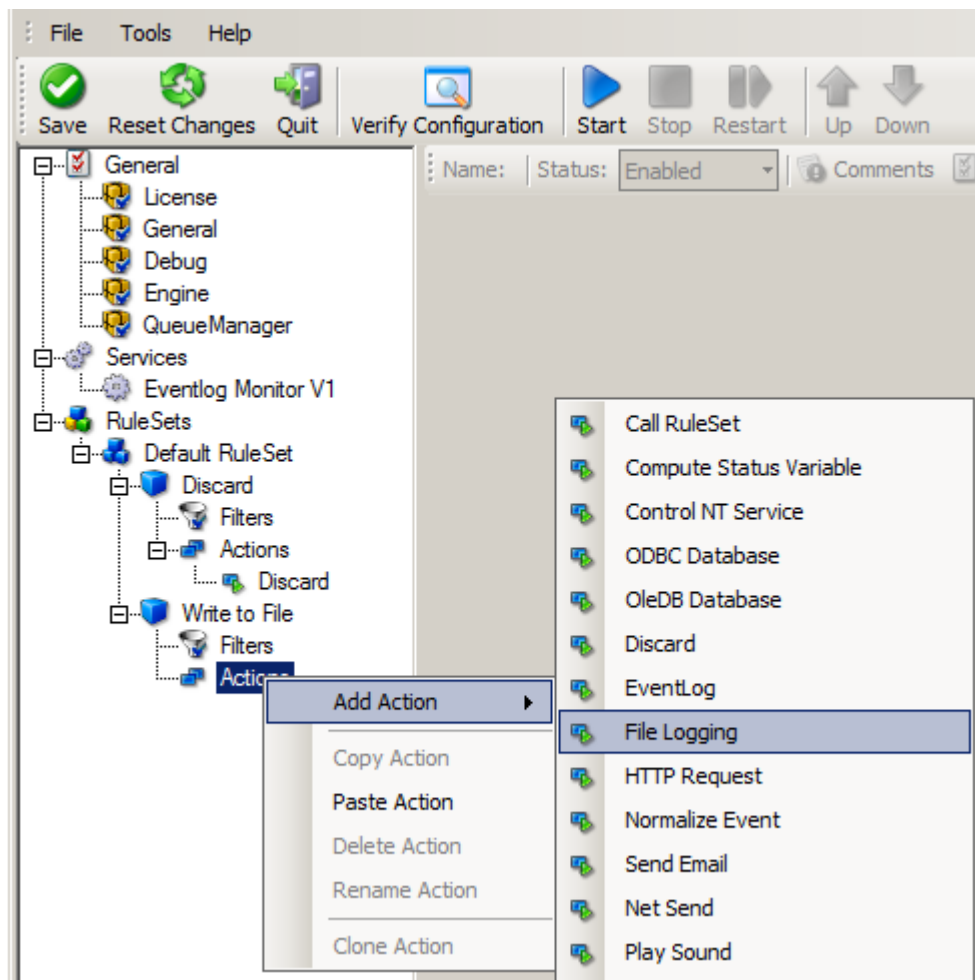 File Tools Help
Save Reset Changes Quit Verify Configuration Start Stop Restart Up Down
Name: Status: Enabled Comments
General
License
General
Debug
Engine
QueueManager
Services
Eventlog Monitor V1
RuleSets
Default RuleSet
Discard
Filters
Actions
Discard
Write to File
Filters
Actions
Add Action
Copy Action
Paste Action
Delete Action
Rename Action
Clone Action
Call RuleSet
Compute Status Variable
Control NT Service
ODBC Database
OleDB Database
Discard
EventLog
File Logging
HTTP Request
Normalize Event
Send Email
Net Send
Play Sound